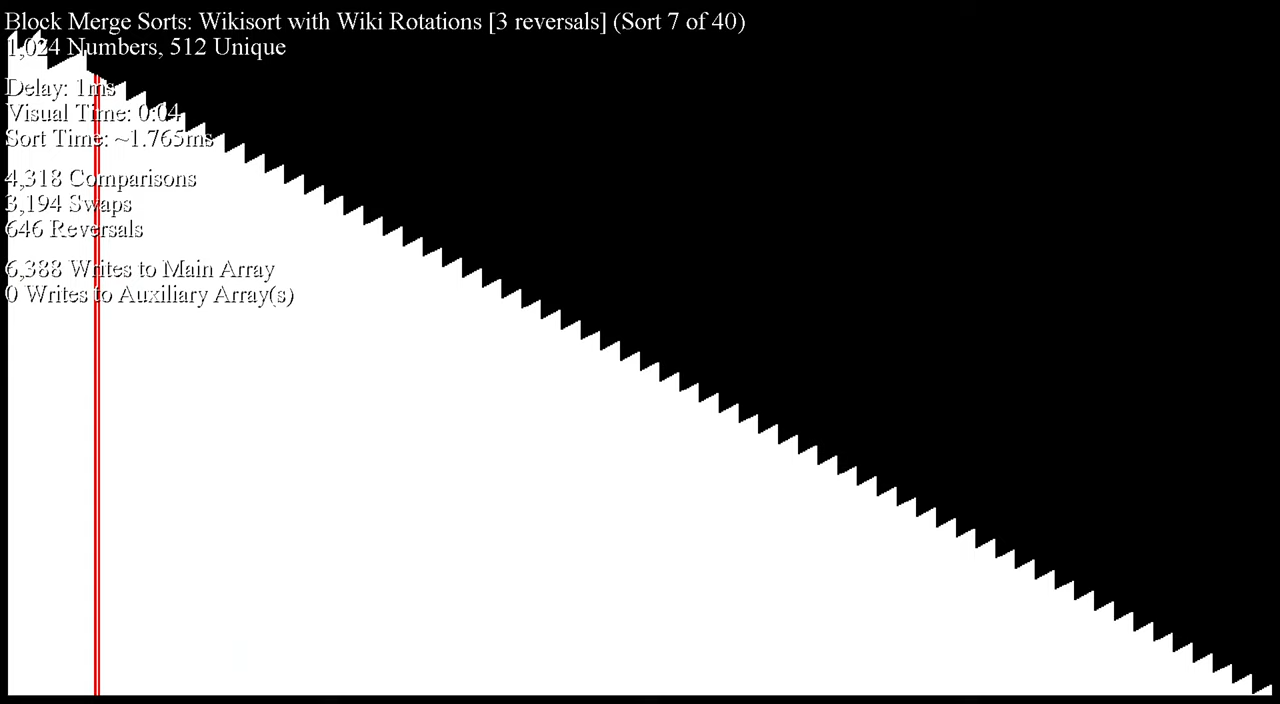 Block Merge Sorts: Wikisort with Wiki Rotations [3 reversals] (Sort 7 of 40)
1,024 Numbers, 512 Unique
Delay: 1ms
Visual Time: 0:04
Sort Time: ~1.765ms
4,318 Comparisons
3,194 Swaps
646 Reversals
6,388 Writes to Main Array
0 Writes to Auxiliary Array(s)